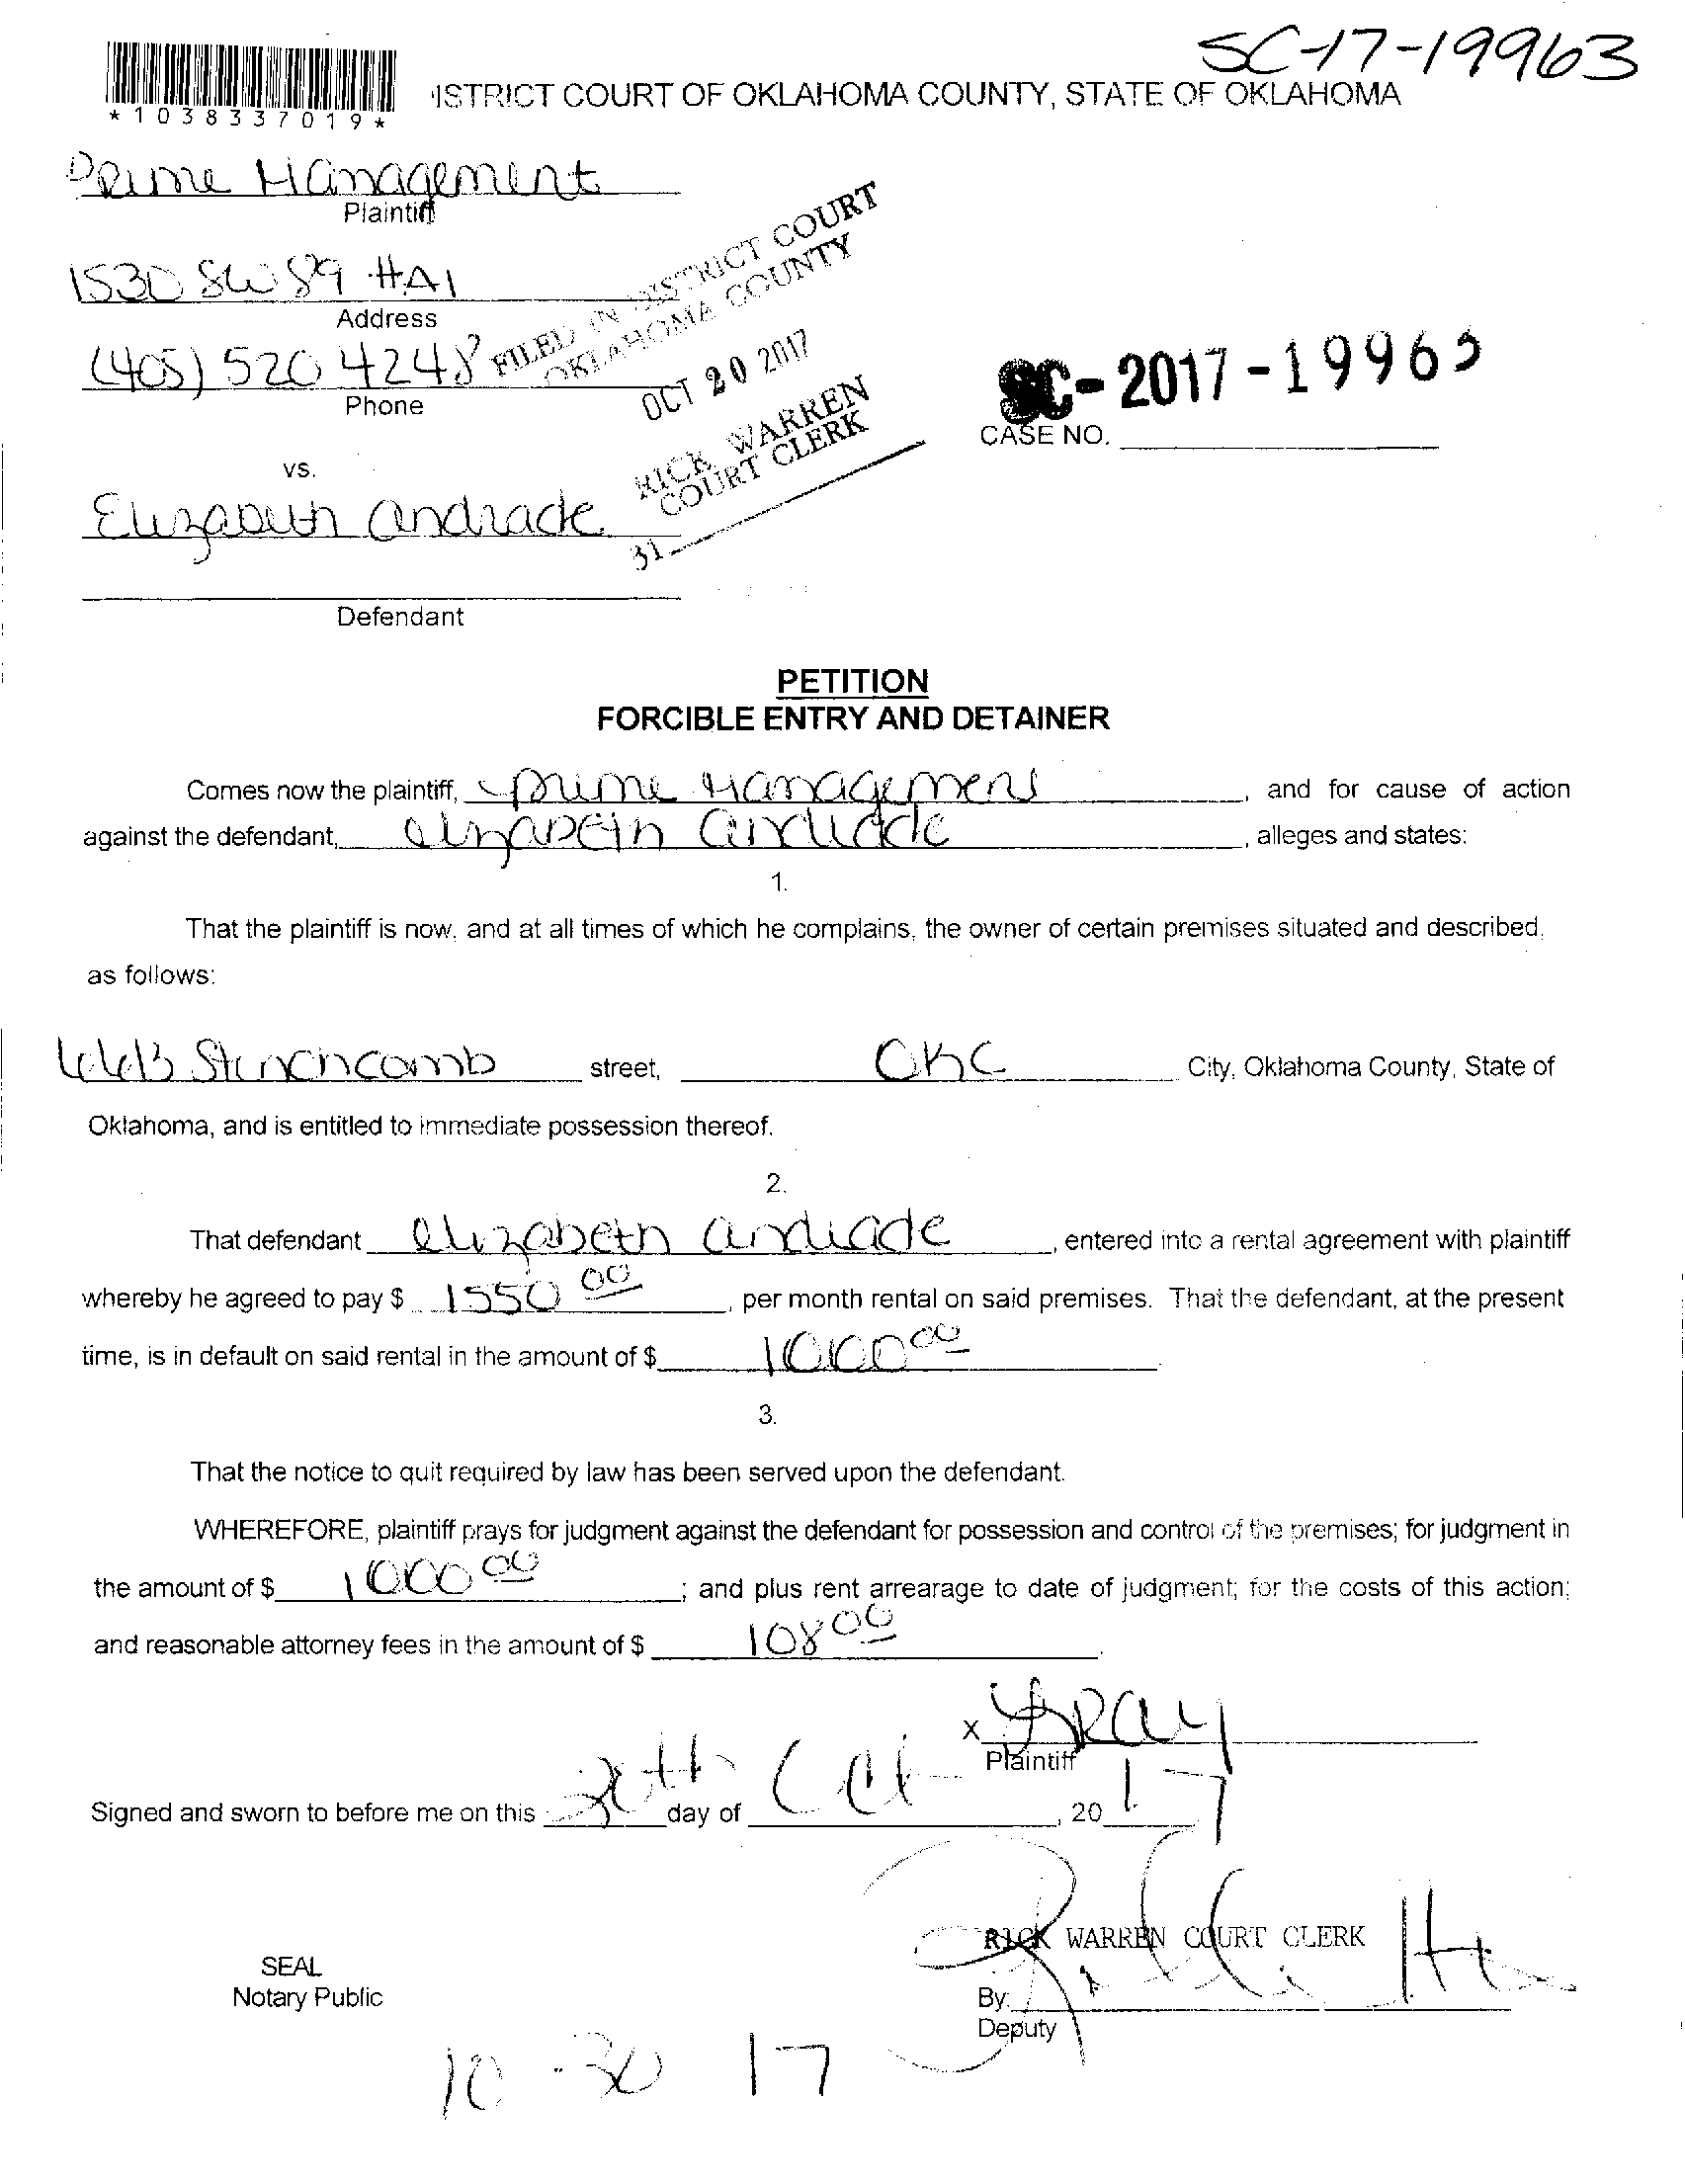 SC-17-19963
*1038337019*
ISTRICT COURT OF OKLAHOMA COUNTY, STATE OF OKLAHOMA
Prime Management
Plaintiff
1530 SW 89 #A1
Address
(405) 520 4248
Phone
FILED IN DISTRICT COURT
OKLAHOMA COUNTY
OCT 20 2017
RICK WARREN
COURT CLERK
31
SC-2017-19963
CASE NO.
vs.
Elizabeth Andrade
Defendant
PETITION
FORCIBLE ENTRY AND DETAINER
Comes now the plaintiff, Prime Management, and for cause of action
against the defendant, elizabeth andrade, alleges and states:
1.
That the plaintiff is now, and at all times of which he complains, the owner of certain premises situated and described,
as follows:
Stinchcomb street, OKC City, Oklahoma County, State of
Oklahoma, and is entitled to immediate possession thereof.
2.
That defendant elizabeth andrade, entered into a rental agreement with plaintiff
whereby he agreed to pay $ 1550 00, per month rental on said premises. That the defendant, at the present
time, is in default on said rental in the amount of $ 1000 00.
3.
That the notice to quit required by law has been served upon the defendant.
WHEREFORE, plaintiff prays for judgment against the defendant for possession and control of the premises; for judgment in
the amount of $ 1000 00; and plus rent arrearage to date of judgment; for the costs of this action;
and reasonable attorney fees in the amount of $ 108 00.
X
Plaintiff
Signed and sworn to before me on this day of Oct, 20 17
RICK WARREN COURT CLERK
SEAL
Notary Public
By:
Deputy
10-30 17